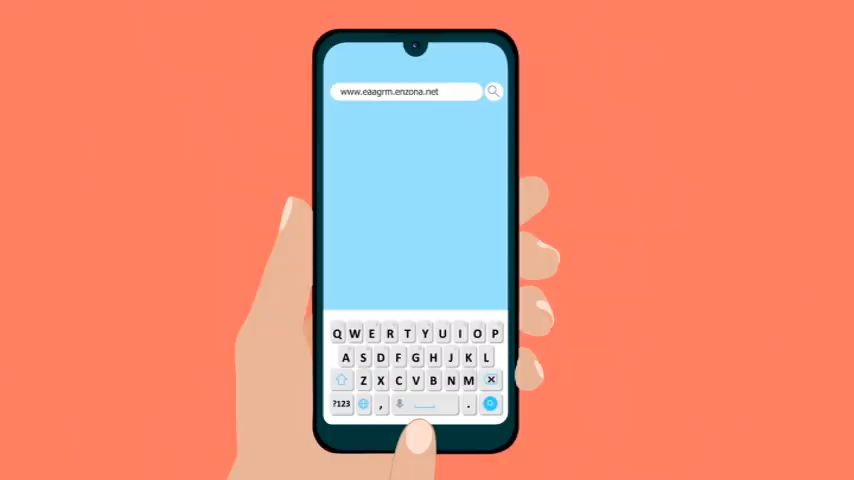 www.eaagrm.enzona.net
Q W E R T Y U I O P
A S D F G H J K L
Z X C V B N M
?123 , .